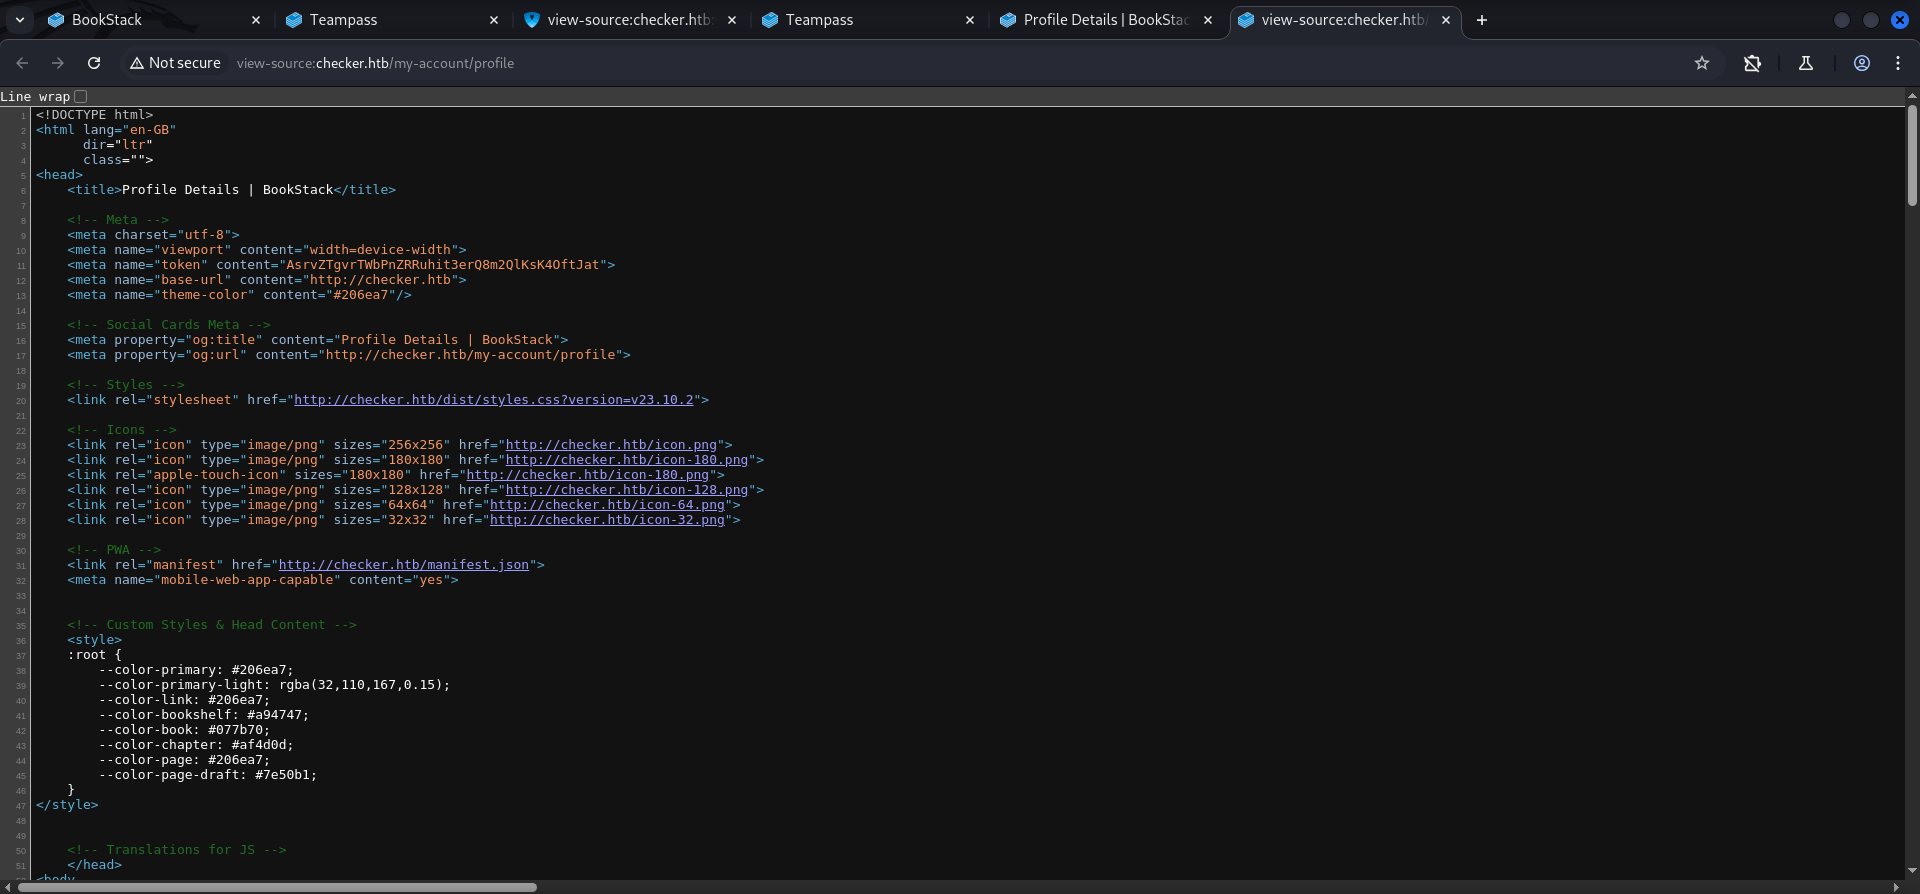 BookStack
Teampass
view-source:checker.htb:
Teampass
Profile Details | BookStac
view-source:checker.htb/
Not secure
view-source:checker.htb/my-account/profile
Line wrap
1 <!DOCTYPE html>
2 <html lang="en-GB"
3 dir="ltr"
4 class="">
5 <head>
6 <title>Profile Details | BookStack</title>
7
8 <!-- Meta -->
9 <meta charset="utf-8">
10 <meta name="viewport" content="width=device-width">
11 <meta name="token" content="AsrvZTgvrTWbPnZRRuhit3erQ8m2QlKsK4OftJat">
12 <meta name="base-url" content="http://checker.htb">
13 <meta name="theme-color" content="#206ea7"/>
14
15 <!-- Social Cards Meta -->
16 <meta property="og:title" content="Profile Details | BookStack">
17 <meta property="og:url" content="http://checker.htb/my-account/profile">
18
19 <!-- Styles -->
20 <link rel="stylesheet" href="http://checker.htb/dist/styles.css?version=v23.10.2">
21
22 <!-- Icons -->
23 <link rel="icon" type="image/png" sizes="256x256" href="http://checker.htb/icon.png">
24 <link rel="icon" type="image/png" sizes="180x180" href="http://checker.htb/icon-180.png">
25 <link rel="apple-touch-icon" sizes="180x180" href="http://checker.htb/icon-180.png">
26 <link rel="icon" type="image/png" sizes="128x128" href="http://checker.htb/icon-128.png">
27 <link rel="icon" type="image/png" sizes="64x64" href="http://checker.htb/icon-64.png">
28 <link rel="icon" type="image/png" sizes="32x32" href="http://checker.htb/icon-32.png">
29
30 <!-- PWA -->
31 <link rel="manifest" href="http://checker.htb/manifest.json">
32 <meta name="mobile-web-app-capable" content="yes">
33
34
35 <!-- Custom Styles & Head Content -->
36 <style>
37 :root {
38 --color-primary: #206ea7;
39 --color-primary-light: rgba(32,110,167,0.15);
40 --color-link: #206ea7;
41 --color-bookshelf: #a94747;
42 --color-book: #077b70;
43 --color-chapter: #af4d0d;
44 --color-page: #206ea7;
45 --color-page-draft: #7e50b1;
46 }
47 </style>
48
49
50 <!-- Translations for JS -->
51 </head>
<body